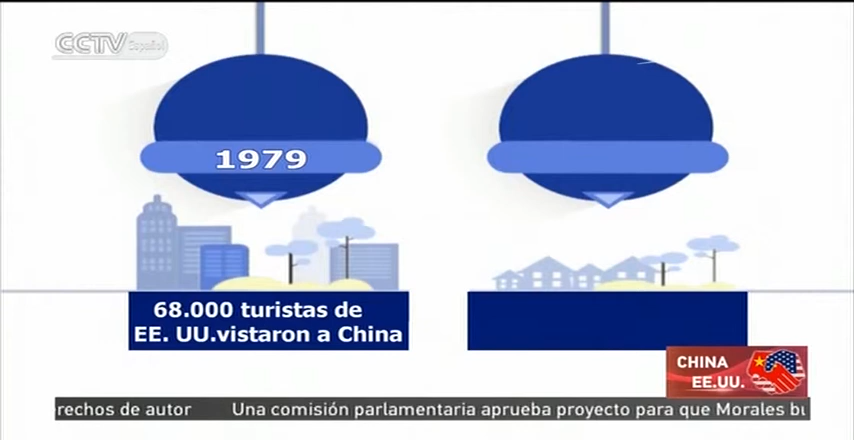 CCTV Español
1979
68.000 turistas de
EE. UU.vistaron a China
CHINA
EE.UU.
rechos de autor Una comisión parlamentaria aprueba proyecto para que Morales bu